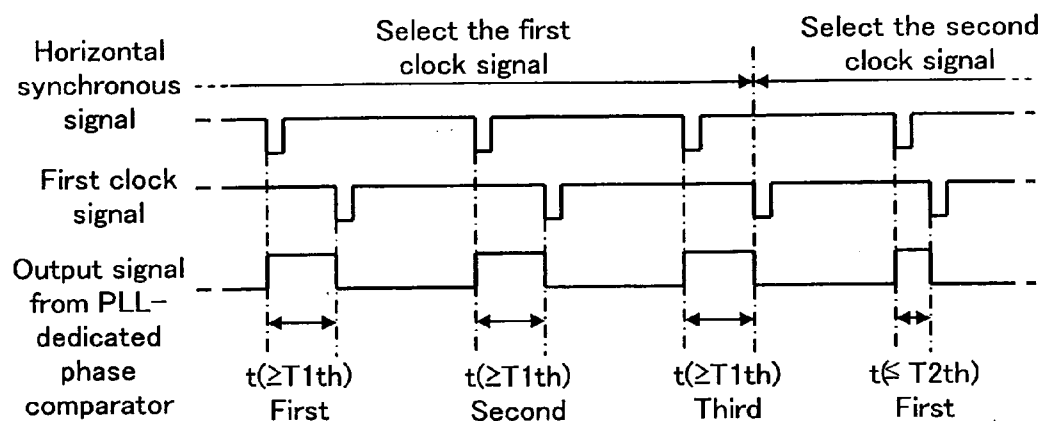 Select the first
clock signal
Select the second
clock signal
Horizontal
synchronous
signal
First clock
signal
Output signal
from PLL-
dedicated
phase
comparator
t(≥T1th)
First
t(≥T1th)
Second
t(≥T1th)
Third
t(≦ T2th)
First